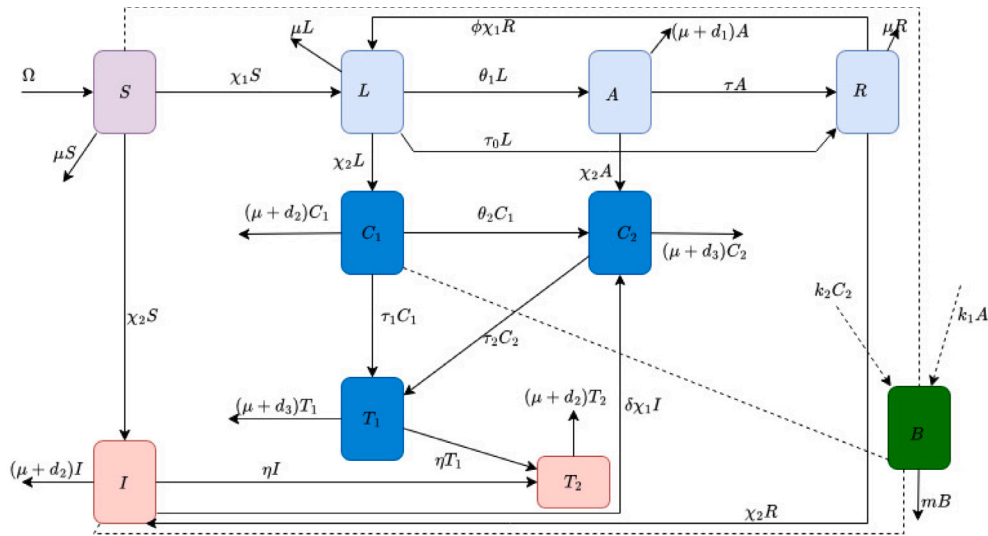 ϕχ₁R
μL
(μ + d₁)A
μR
Ω
S
χ₁S
L
θ₁L
A
τA
R
μS
τ₀L
χ₂L
χ₂A
(μ + d₂)C₁
C₁
θ₂C₁
C₂
(μ + d₃)C₂
k₂C₂
k₁A
χ₂S
τ₁C₁
τ₂C₂
(μ + d₃)T₁
T₁
(μ + d₂)T₂
δχ₁I
B
ηT₁
(μ + d₂)I
I
ηI
T₂
mB
χ₂R